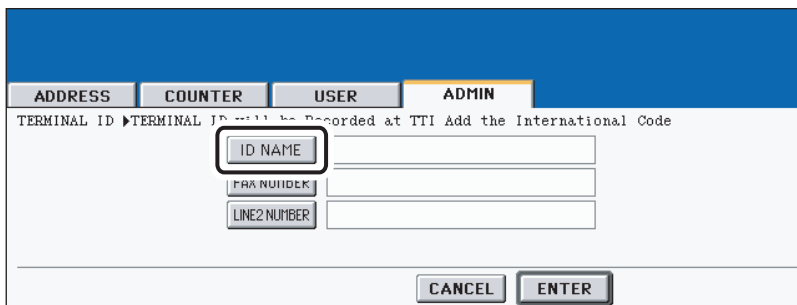 ADDRESS COUNTER USER ADMIN
TERMINAL ID ▶TERMINAL ID will be Recorded at TTI Add the International Code
ID NAME
FAX NUMBER
LINE2 NUMBER
CANCEL ENTER